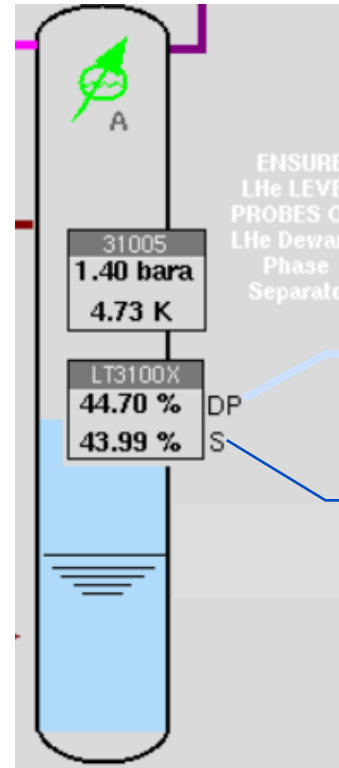 A
ENSURE
LHe LEVE
PROBES O
LHe Dewar
Phase
Separato
31005
1.40 bara
4.73 K
LT3100X
44.70 % DP
43.99 % S